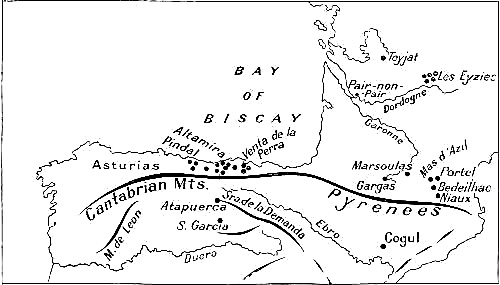 Teyjat
BAY
OF
BISCAY
Les Eyzies
Pair-non-
Pair
Dordogne
Garonne
Altamira
Pindal
Venta de la
Perra
Asturias
Marsoulas
Mas d'Azil
Gargas
Portel
Bedeilhac
Niaux
Cantabrian Mts.
Pyrenees
Atapuerca
Sra de la Demanda
M. de Leon
S. Garcia
Ebro
Cogul
Duero